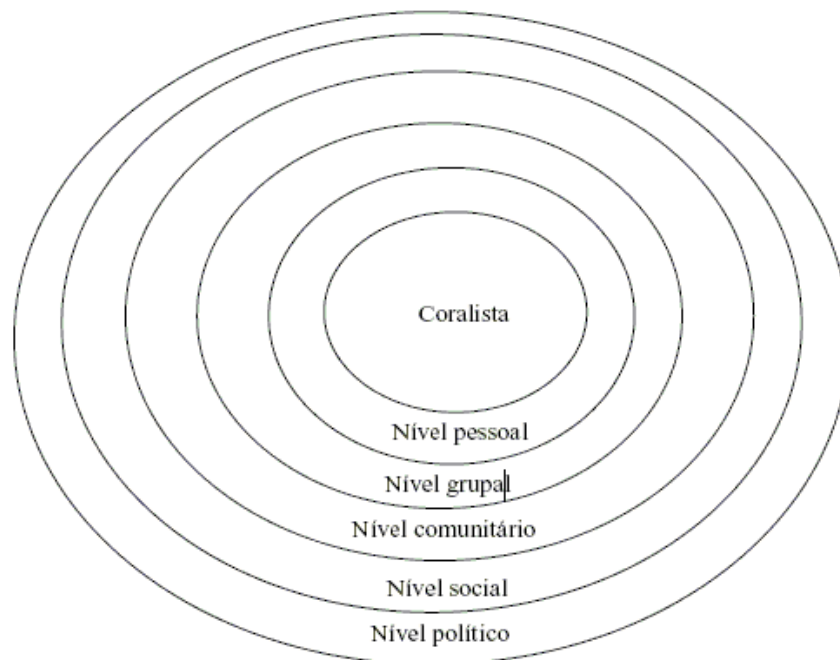 Coralista
Nível pessoal
Nível grupal
Nível comunitário
Nível social
Nível político